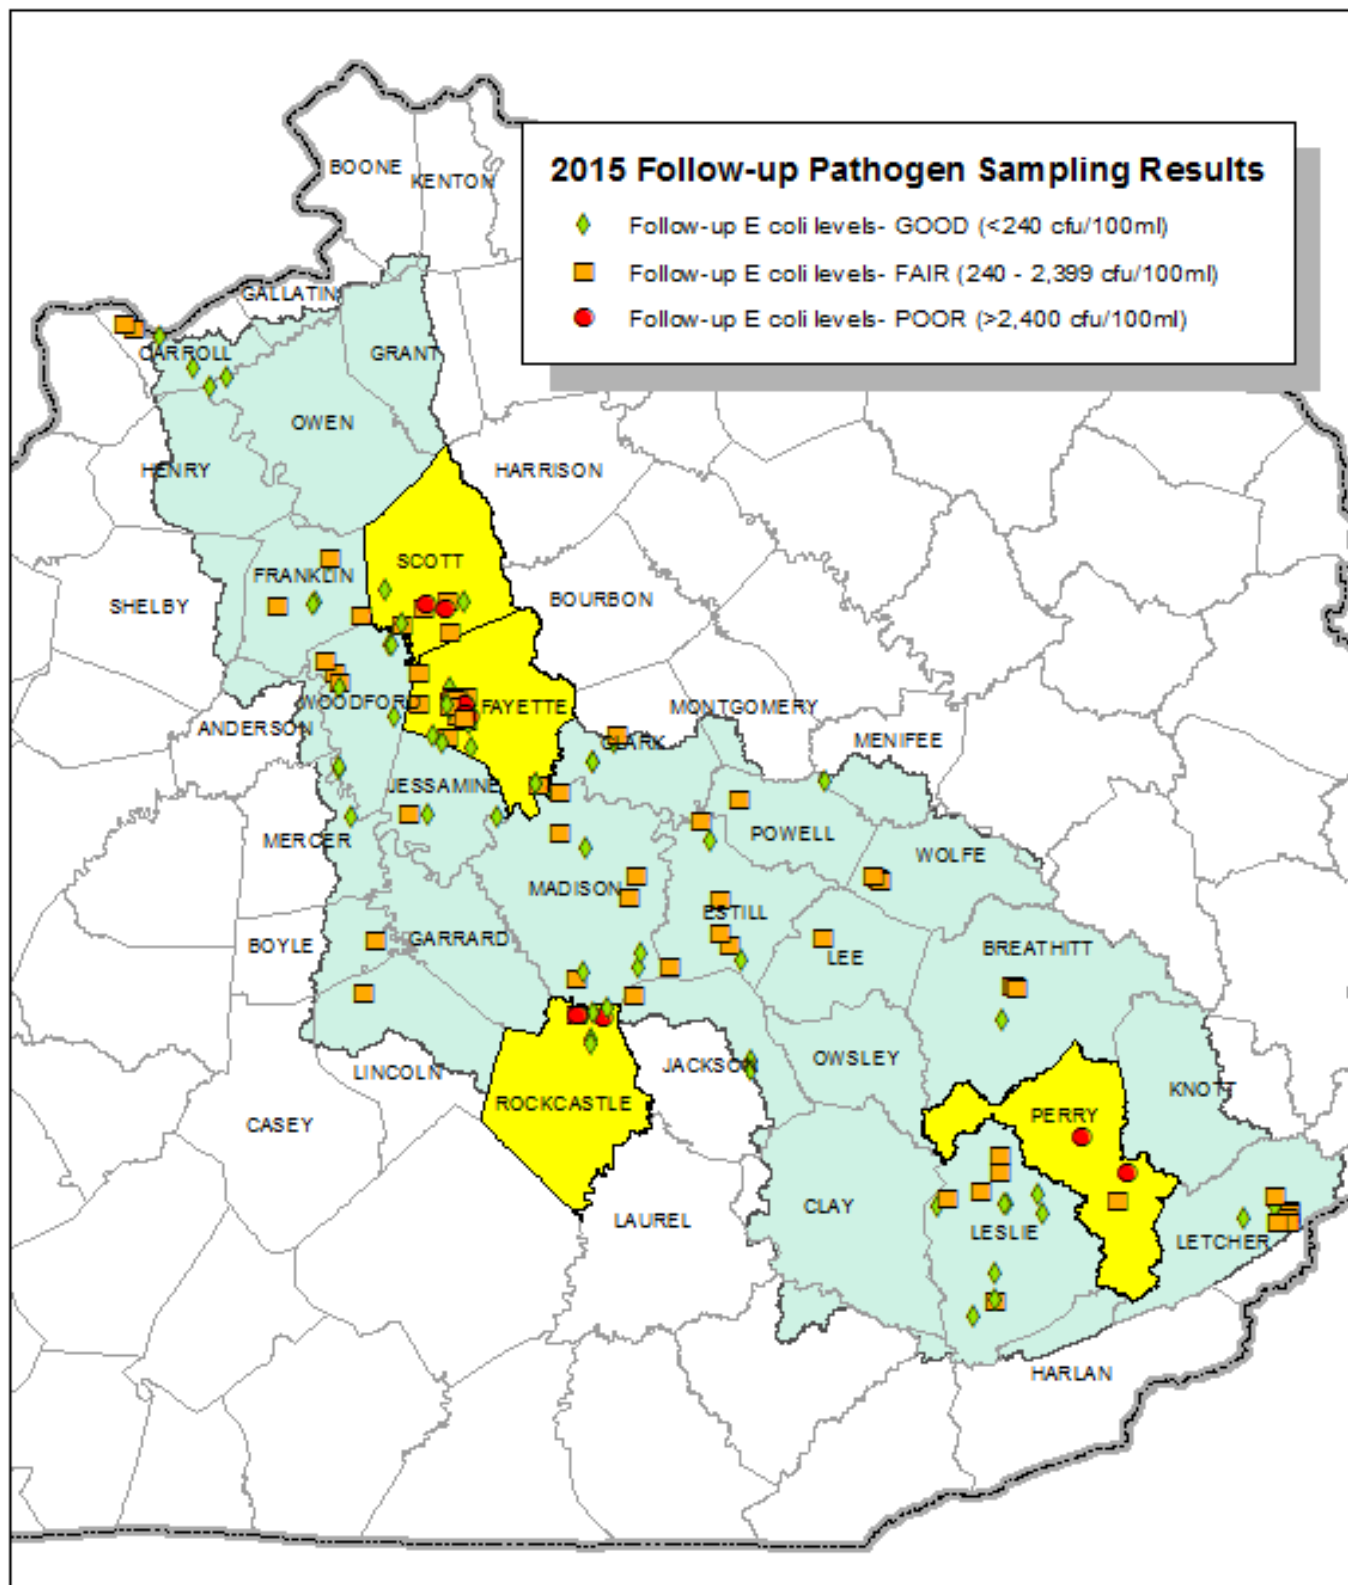 BOONE
KENTON
2015 Follow-up Pathogen Sampling Results
Follow-up E coli levels- GOOD (<240 cfu/100ml)
Follow-up E coli levels- FAIR (240 - 2,399 cfu/100ml)
Follow-up E coli levels- POOR (>2,400 cfu/100ml)
GALLATIN
CARROLL
GRANT
OWEN
HENRY
HARRISON
SCOTT
FRANKLIN
SHELBY
BOURBON
WOODFORD
FAYETTE
MONTGOMERY
ANDERSON
CLARK
MENIFEE
JESSAMINE
MERCER
POWELL
WOLFE
MADISON
ESTILL
BOYLE
GARRARD
LEE
BREATHITT
LINCOLN
JACKSON
OWSLEY
KNOTT
CASEY
ROCKCASTLE
PERRY
CLAY
LAUREL
LESLIE
LETCHER
HARLAN